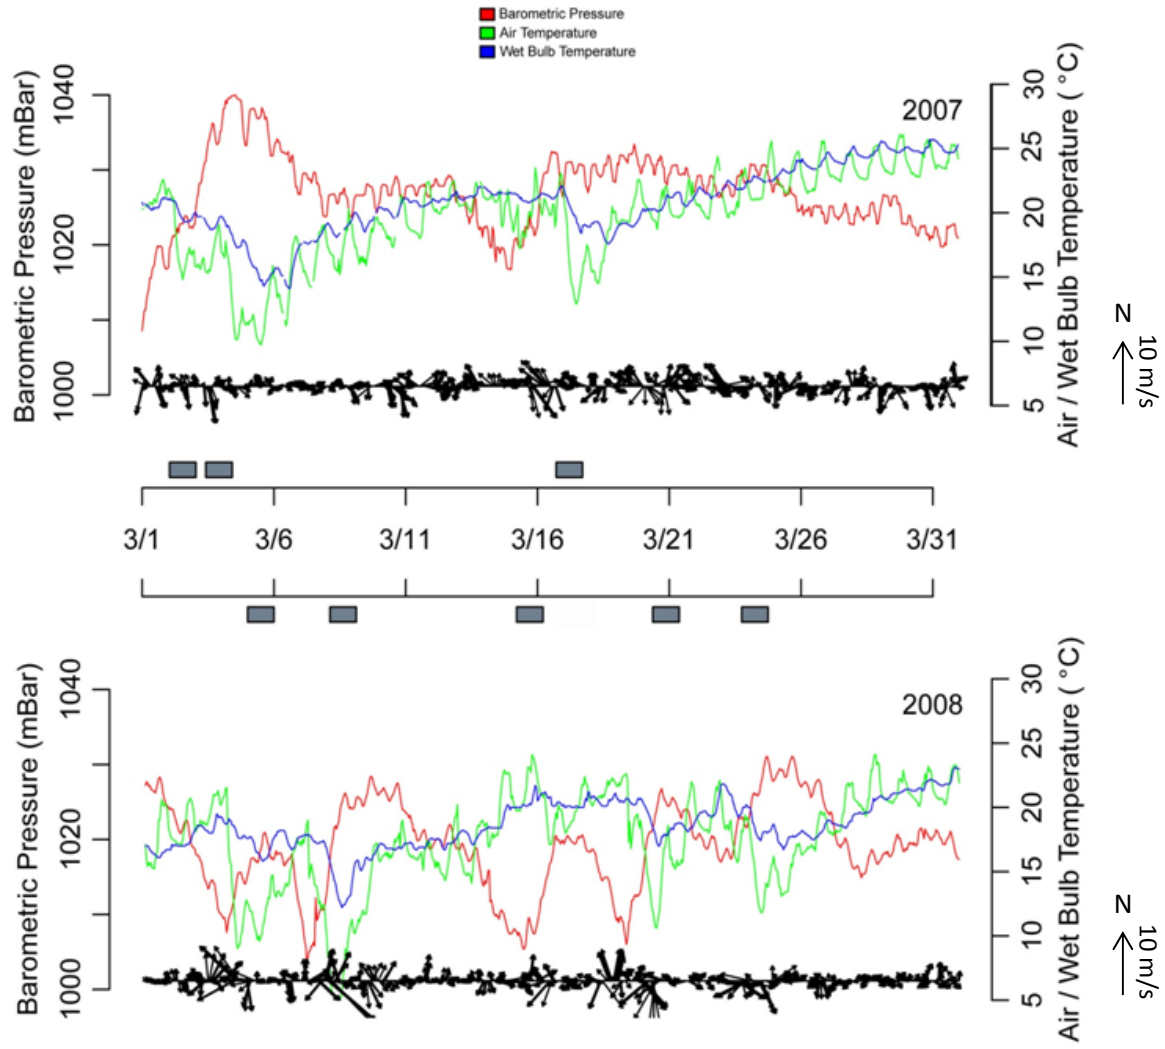 Barometric Pressure
Air Temperature
Wet Bulb Temperature
2007
Barometric Pressure (mBar)
1040
1020
1000
Air / Wet Bulb Temperature ( °C)
30
25
20
15
10
5
N
10 m/s
3/1 3/6 3/11 3/16 3/21 3/26 3/31
2008
Barometric Pressure (mBar)
1040
1020
1000
Air / Wet Bulb Temperature ( °C)
30
25
20
15
10
5
N
10 m/s